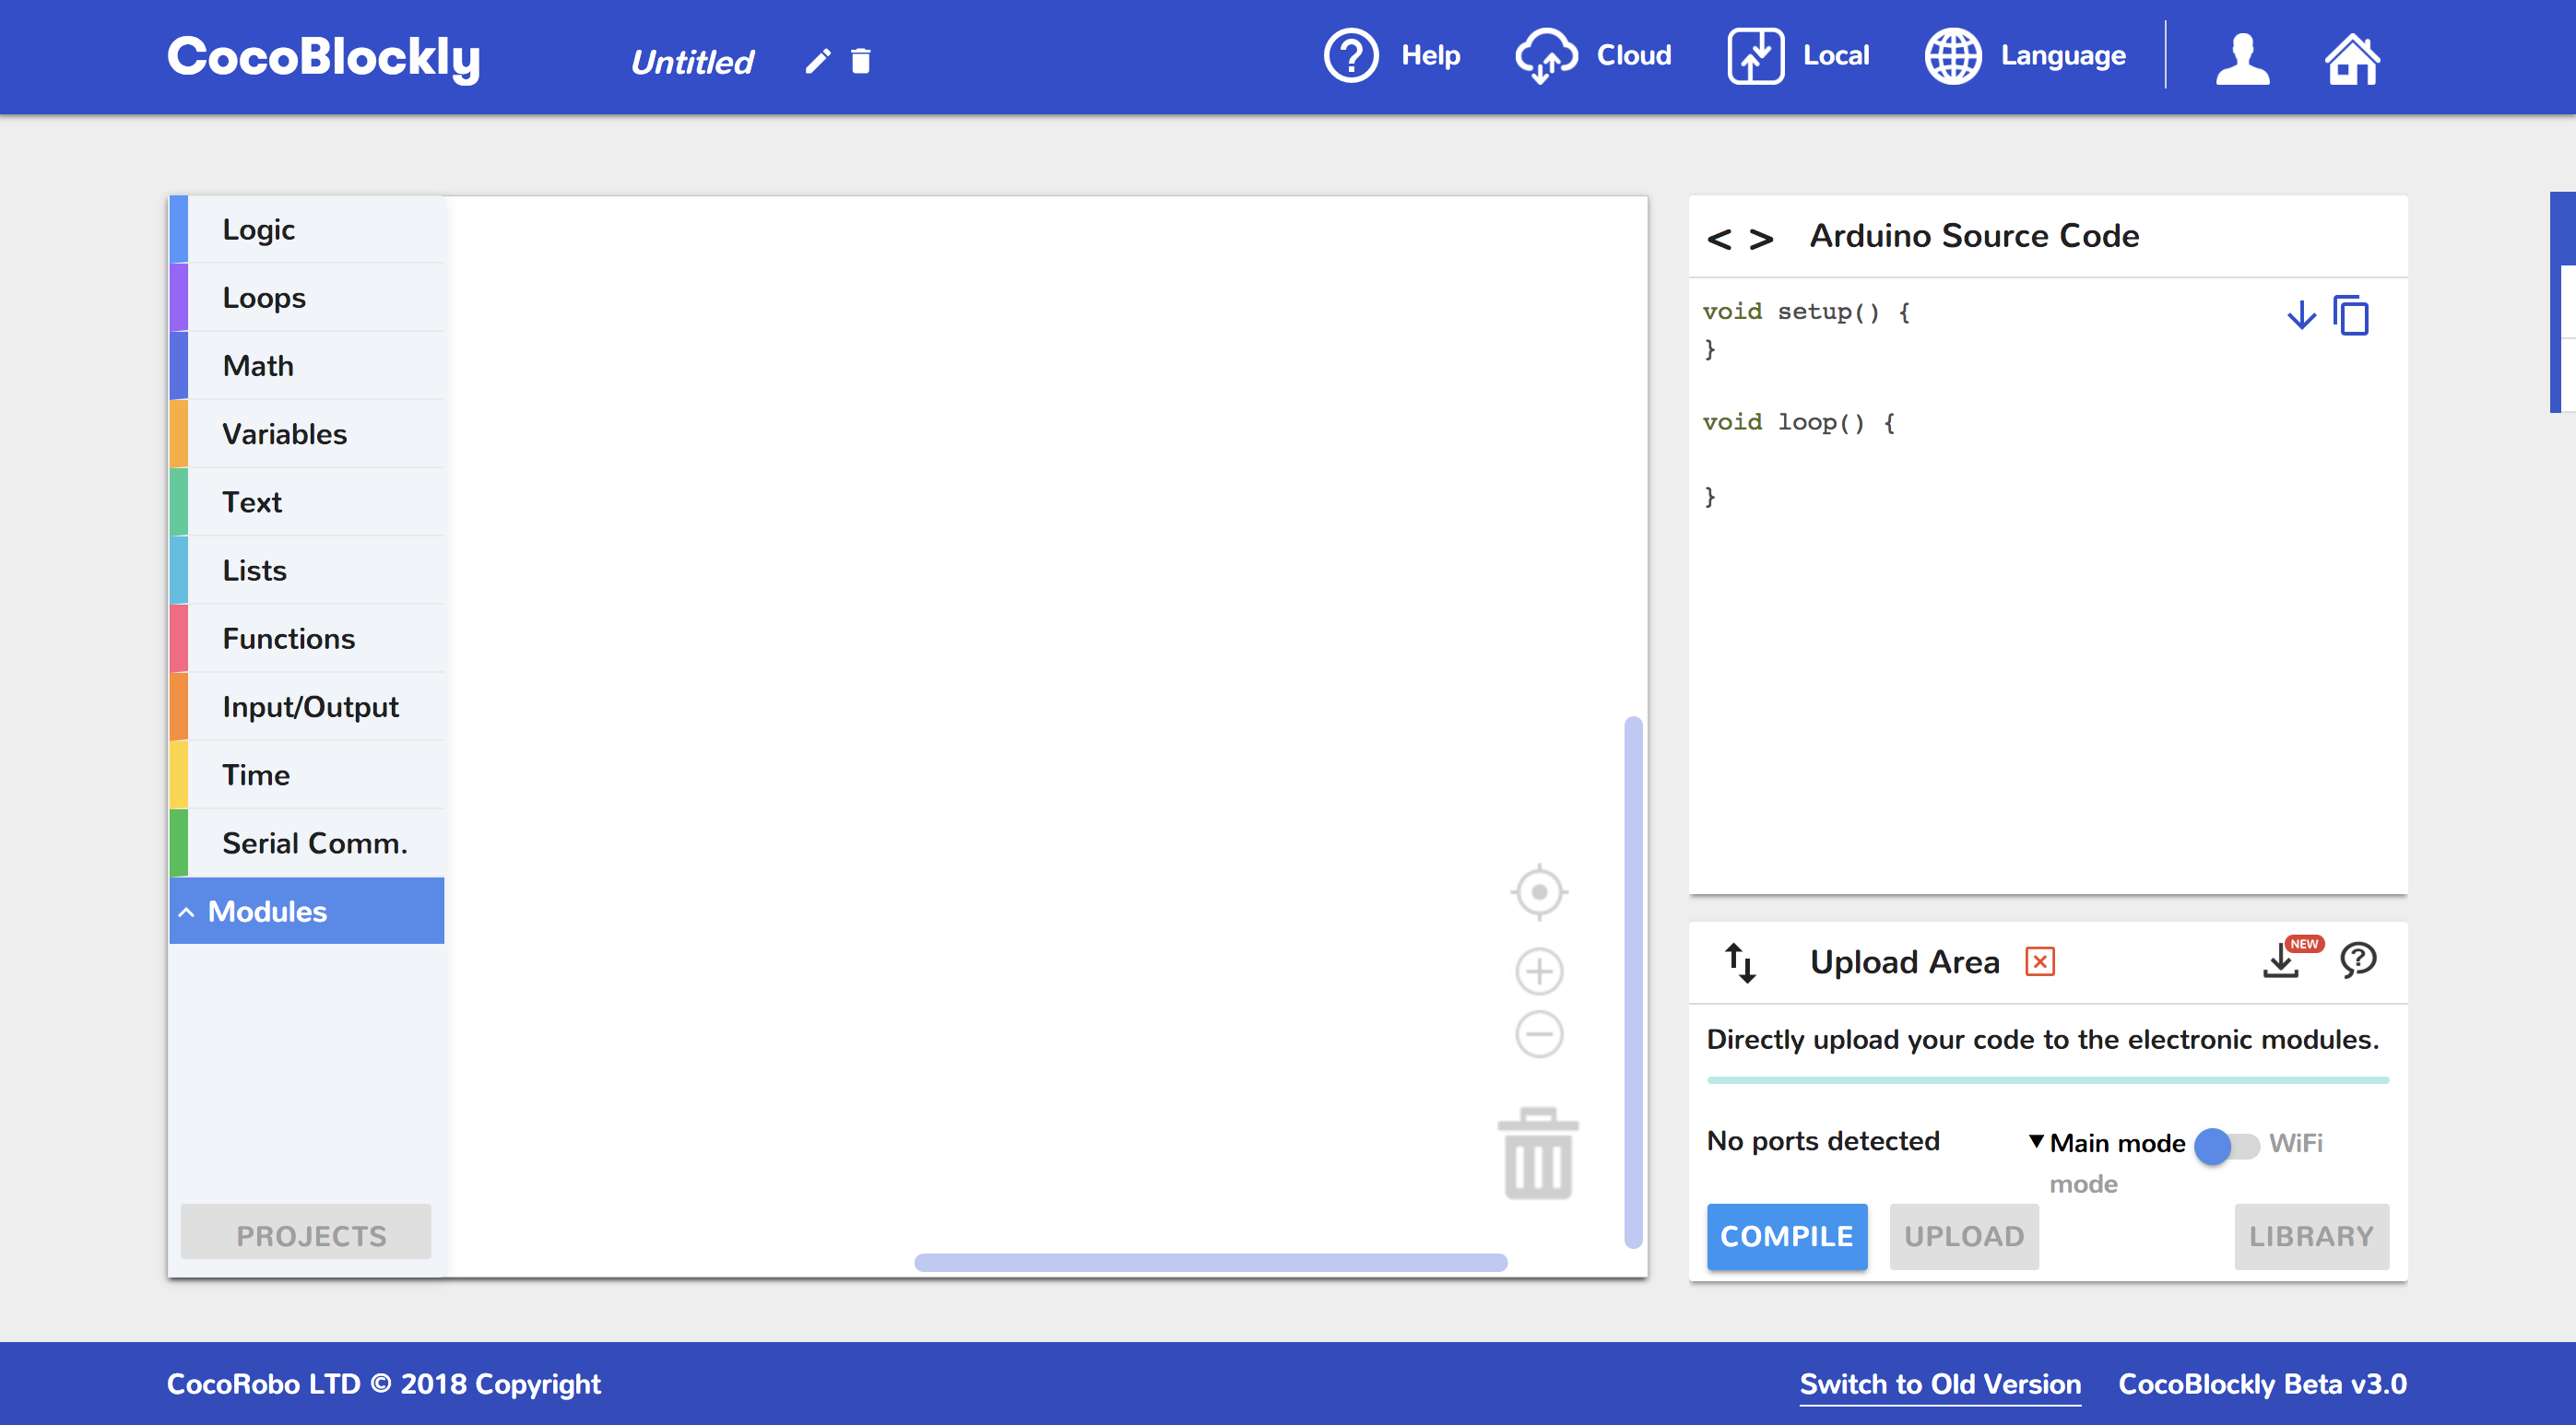 CocoBlockly
Untitled
Help
Cloud
Local
Language
Logic
Loops
Math
Variables
Text
Lists
Functions
Input/Output
Time
Serial Comm.
Modules
PROJECTS
< > Arduino Source Code
void setup() {
}
void loop() {
}
Upload Area
NEW
Directly upload your code to the electronic modules.
No ports detected
Main mode WiFi
mode
COMPILE
UPLOAD
LIBRARY
CocoRobo LTD © 2018 Copyright
Switch to Old Version
CocoBlockly Beta v3.0